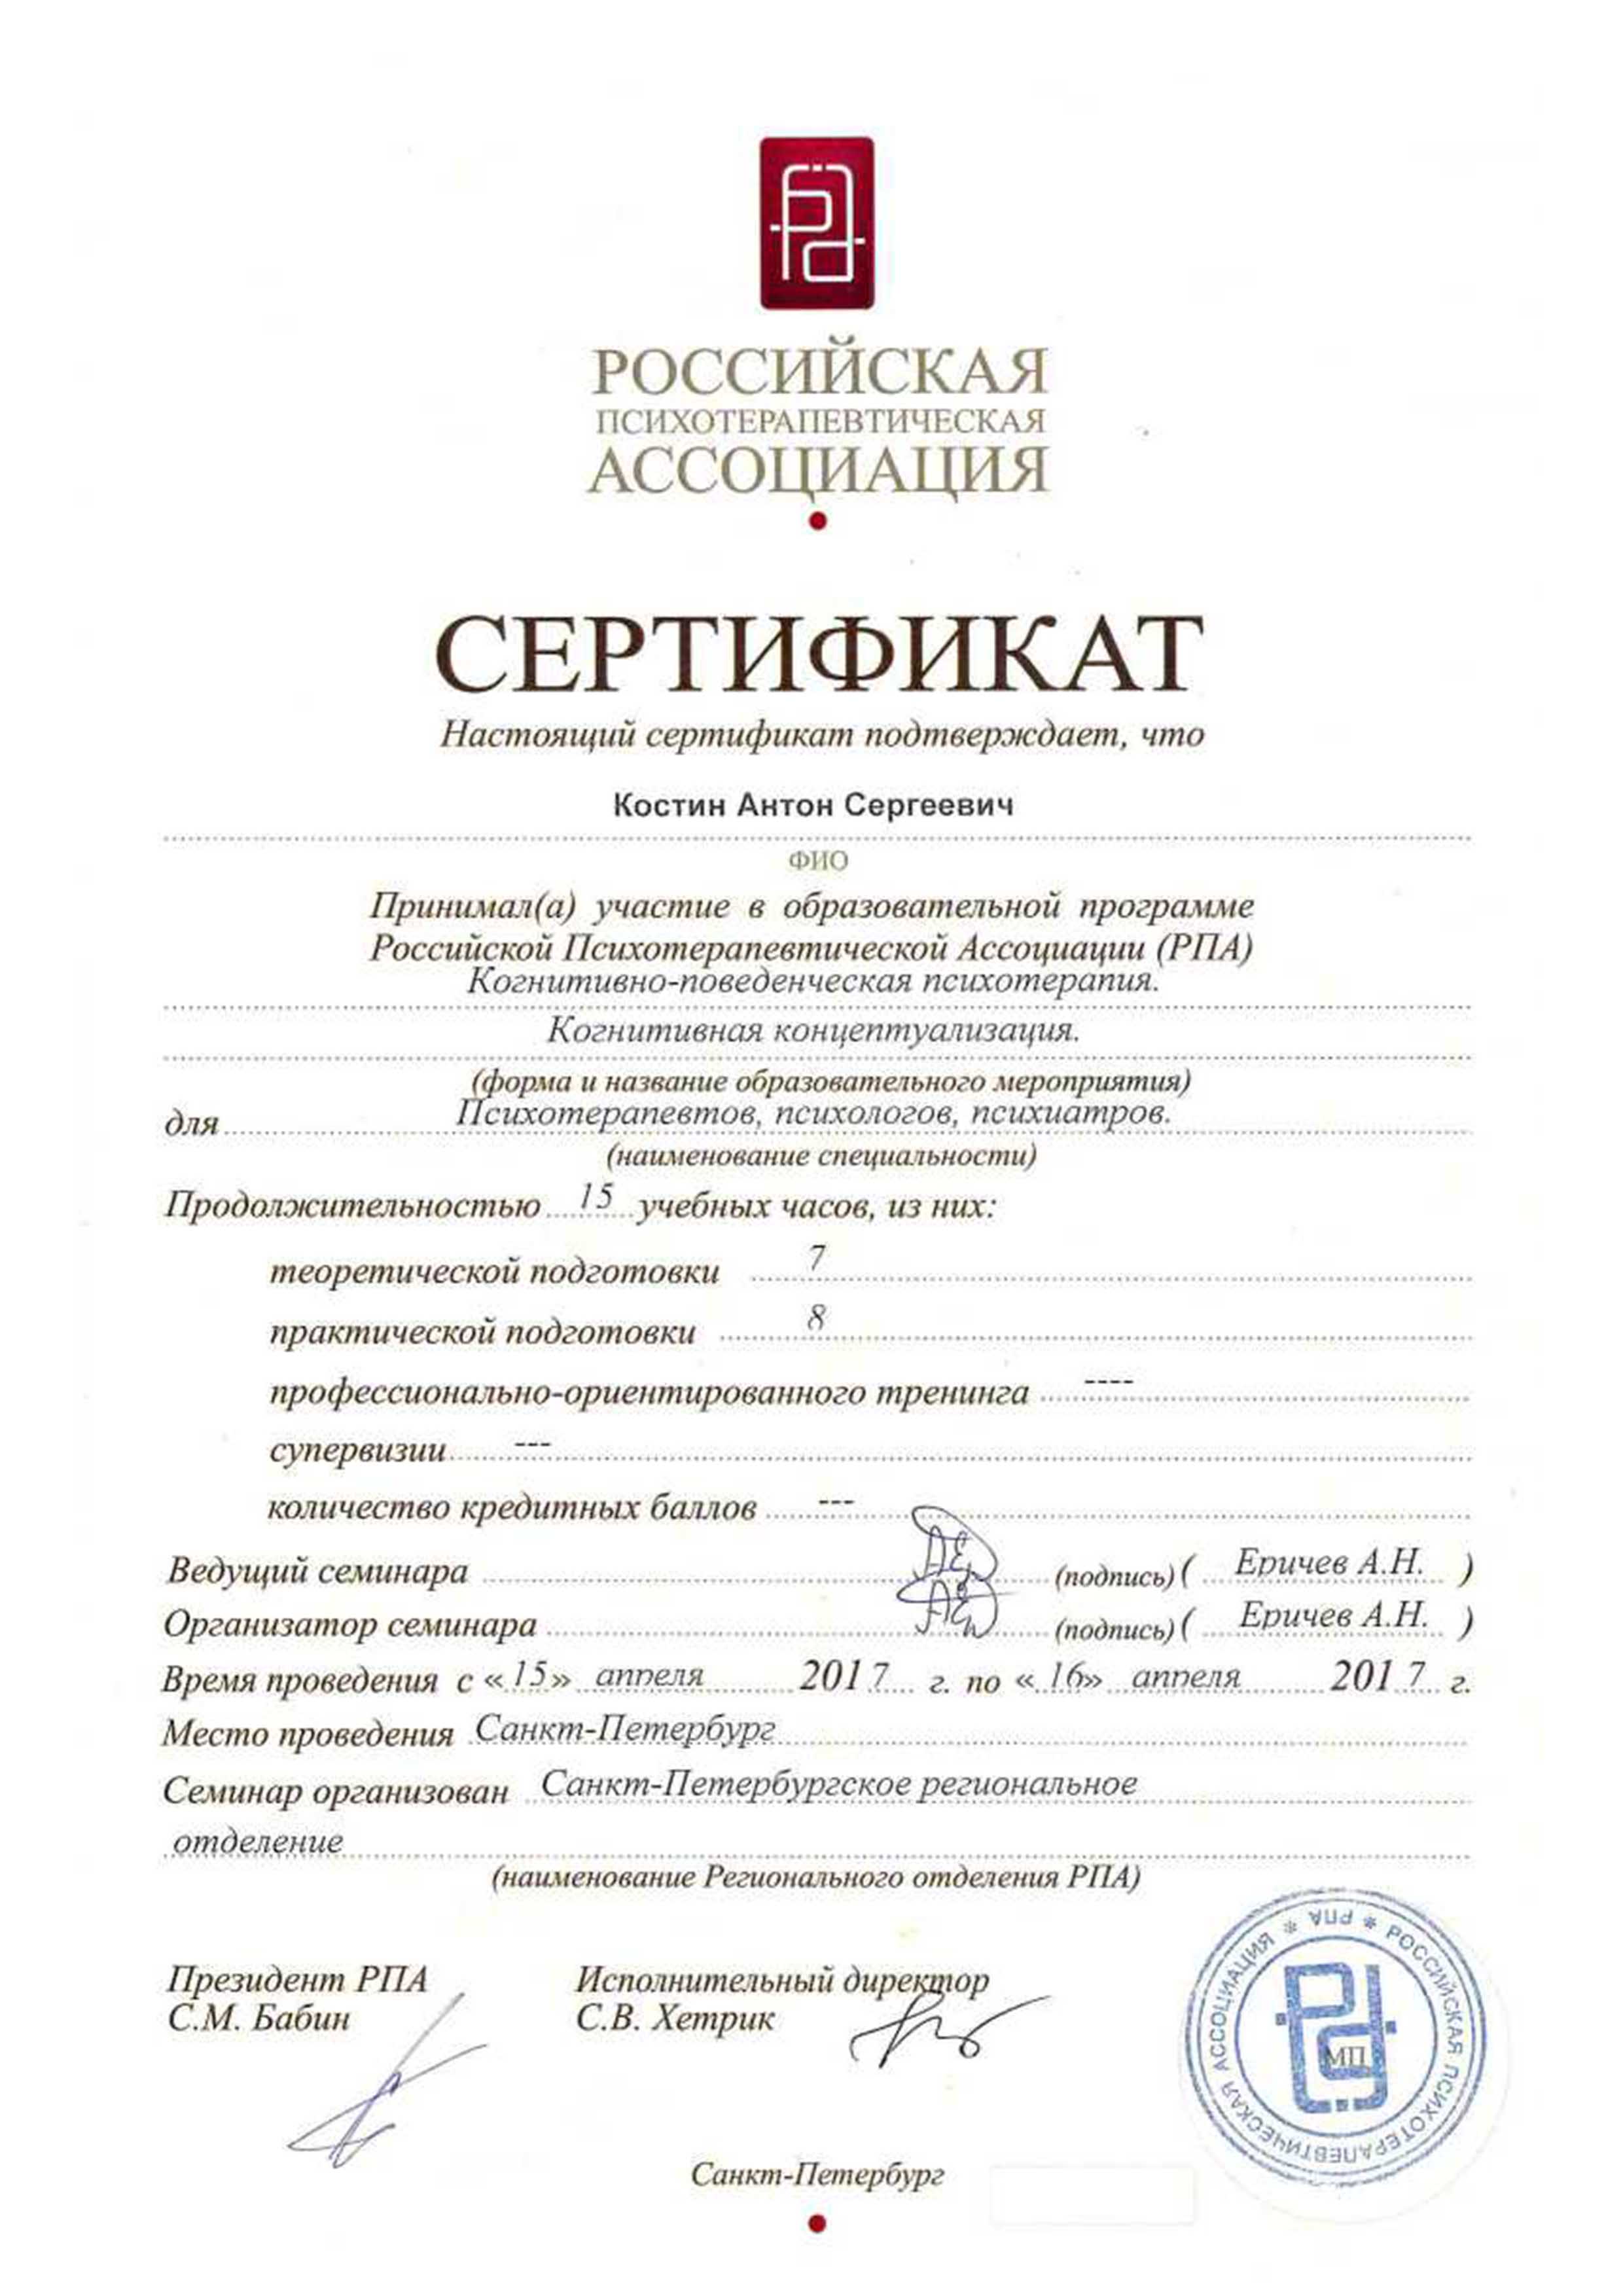 РОССИЙСКАЯ
ПСИХОТЕРАПЕВТИЧЕСКАЯ
АССОЦИАЦИЯ
СЕРТИФИКАТ
Настоящий сертификат подтверждает, что
Костин Антон Сергеевич
ФИО
Принимал(а) участие в образовательной программе
Российской Психотерапевтической Ассоциации (РПА)
Когнитивно-поведенческая психотерапия.
Когнитивная концептуализация.
(форма и название образовательного мероприятия)
для Психотерапевтов, психологов, психиатров.
(наименование специальности)
Продолжительностью 15 учебных часов, из них:
теоретической подготовки 7
практической подготовки 8
профессионально-ориентированного тренинга ----
супервизии ---
количество кредитных баллов ---
Ведущий семинара (подпись) ( Еричев А.Н. )
Организатор семинара (подпись) ( Еричев А.Н. )
Время проведения с «15» апреля 2017 г. по «16» апреля 2017 г.
Место проведения Санкт-Петербург
Семинар организован Санкт-Петербургское региональное
отделение
(наименование Регионального отделения РПА)
Президент РПА
С.М. Бабин
Исполнительный директор
С.В. Хетрик
РОССИЙСКАЯ ПСИХОТЕРАПЕВТИЧЕСКАЯ АССОЦИАЦИЯ * РПА *
МП
Санкт-Петербург